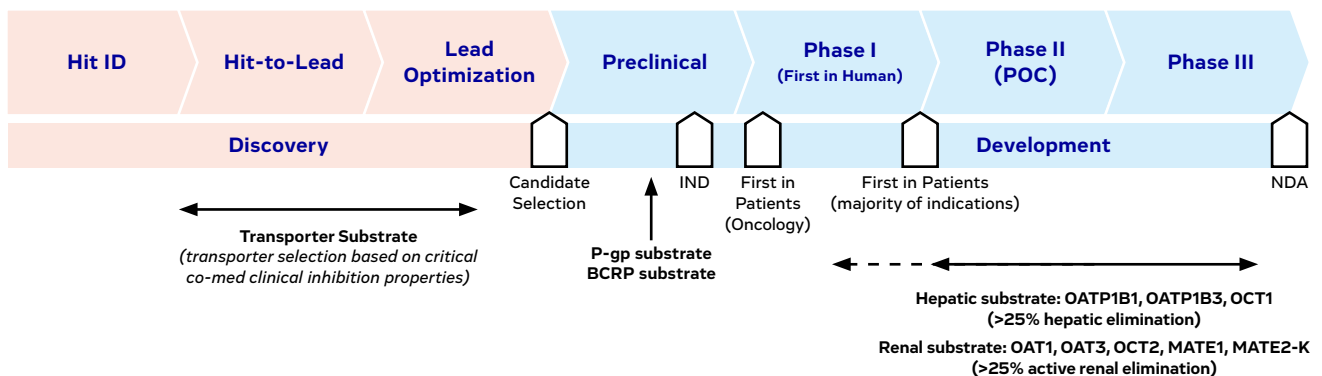 Hit ID
Hit-to-Lead
Lead
Optimization
Preclinical
Phase I
(First in Human)
Phase II
(POC)
Phase III
Discovery
Development
Candidate
Selection
IND
First in
Patients
(Oncology)
First in Patients
(majority of indications)
NDA
Transporter Substrate
(transporter selection based on critical
co-med clinical inhibition properties)
P-gp substrate
BCRP substrate
Hepatic substrate: OATP1B1, OATP1B3, OCT1
(>25% hepatic elimination)
Renal substrate: OAT1, OAT3, OCT2, MATE1, MATE2-K
(>25% active renal elimination)